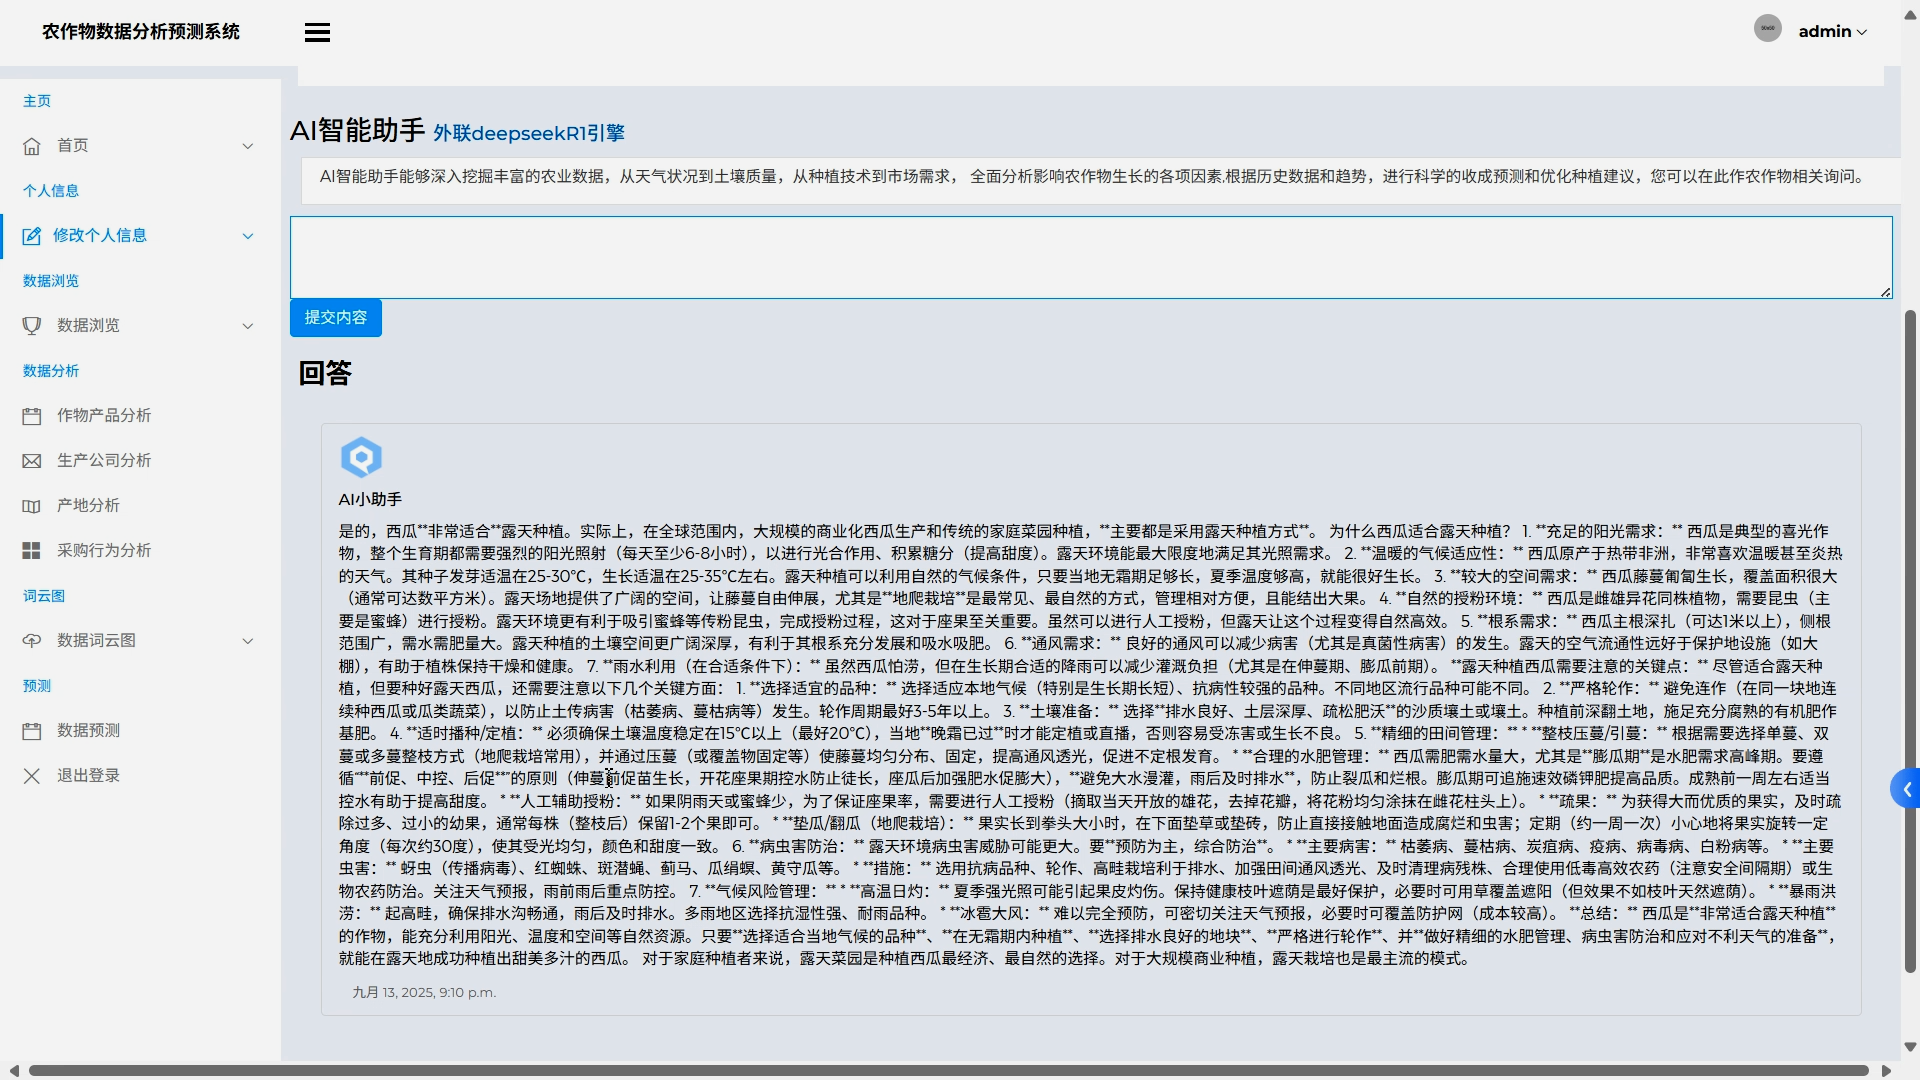 农作物数据分析预测系统
admin
主页
首页
个人信息
修改个人信息
数据浏览
数据浏览
数据分析
作物产品分析
生产公司分析
产地分析
采购行为分析
词云图
数据词云图
预测
数据预测
退出登录
AI智能助手 外联deepseekR1引擎
AI智能助手能够深入挖掘丰富的农业数据，从天气状况到土壤质量，从种植技术到市场需求， 全面分析影响农作物生长的各项因素,根据历史数据和趋势，进行科学的收成预测和优化种植建议，您可以在此作农作物相关询问。
提交内容
回答
AI小助手
是的，西瓜**非常适合**露天种植。实际上，在全球范围内，大规模的商业化西瓜生产和传统的家庭菜园种植，**主要都是采用露天种植方式**。 为什么西瓜适合露天种植？ 1. **充足的阳光需求：** 西瓜是典型的喜光作
物，整个生育期都需要强烈的阳光照射（每天至少6-8小时），以进行光合作用、积累糖分（提高甜度）。露天环境能最大限度地满足其光照需求。 2. **温暖的气候适应性：** 西瓜原产于热带非洲，非常喜欢温暖甚至炎热
的天气。其种子发芽适温在25-30℃，生长适温在25-35℃左右。露天种植可以利用自然的气候条件，只要当地无霜期足够长，夏季温度够高，就能很好生长。 3. **较大的空间需求：** 西瓜藤蔓匍匐生长，覆盖面积很大
（通常可达数平方米）。露天场地提供了广阔的空间，让藤蔓自由伸展，尤其是**地爬栽培**是最常见、最自然的方式，管理相对方便，且能结出大果。 4. **自然的授粉环境：** 西瓜是雌雄异花同株植物，需要昆虫（主
要是蜜蜂）进行授粉。露天环境更有利于吸引蜜蜂等传粉昆虫，完成授粉过程，这对于座果至关重要。虽然可以进行人工授粉，但露天让这个过程变得自然高效。 5. **根系需求：** 西瓜主根深扎（可达1米以上），侧根
范围广，需水需肥量大。露天种植的土壤空间更广阔深厚，有利于其根系充分发展和吸水吸肥。 6. **通风需求：** 良好的通风可以减少病害（尤其是真菌性病害）的发生。露天的空气流通性远好于保护地设施（如大
棚），有助于植株保持干燥和健康。 7. **雨水利用（在合适条件下）：** 虽然西瓜怕涝，但在生长期合适的降雨可以减少灌溉负担（尤其是在伸蔓期、膨瓜前期）。 **露天种植西瓜需要注意的关键点：** 尽管适合露天种
植，但要种好露天西瓜，还需要注意以下几个关键方面： 1. **选择适宜的品种：** 选择适应本地气候（特别是生长期长短）、抗病性较强的品种。不同地区流行品种可能不同。 2. **严格轮作：** 避免连作（在同一块地连
续种西瓜或瓜类蔬菜），以防止土传病害（枯萎病、蔓枯病等）发生。轮作周期最好3-5年以上。 3. **土壤准备：** 选择**排水良好、土层深厚、疏松肥沃**的沙质壤土或壤土。种植前深翻土地，施足充分腐熟的有机肥作
基肥。 4. **适时播种/定植：** 必须确保土壤温度稳定在15℃以上（最好20℃），当地**晚霜已过**时才能定植或直播，否则容易受冻害或生长不良。 5. **精细的田间管理：** * **整枝压蔓/引蔓：** 根据需要选择单蔓、双
蔓或多蔓整枝方式（地爬栽培常用），并通过压蔓（或覆盖物固定等）使藤蔓均匀分布、固定，提高通风透光，促进不定根发育。 * **合理的水肥管理：** 西瓜需肥需水量大，尤其是**膨瓜期**是水肥需求高峰期。要遵
循“**前促、中控、后促**”的原则（伸蔓前促苗生长，开花座果期控水防止徒长，座瓜后加强肥水促膨大），**避免大水漫灌，雨后及时排水**，防止裂瓜和烂根。膨瓜期可追施速效磷钾肥提高品质。成熟前一周左右适当
控水有助于提高甜度。 * **人工辅助授粉：** 如果阴雨天或蜜蜂少，为了保证座果率，需要进行人工授粉（摘取当天开放的雄花，去掉花瓣，将花粉均匀涂抹在雌花柱头上）。 * **疏果：** 为获得大而优质的果实，及时疏
除过多、过小的幼果，通常每株（整枝后）保留1-2个果即可。 * **垫瓜/翻瓜（地爬栽培）：** 果实长到拳头大小时，在下面垫草或垫砖，防止直接接触地面造成腐烂和虫害；定期（约一周一次）小心地将果实旋转一定
角度（每次约30度），使其受光均匀，颜色和甜度一致。 6. **病虫害防治：** 露天环境病虫害威胁可能更大。要**预防为主，综合防治**。 * **主要病害：** 枯萎病、蔓枯病、炭疽病、疫病、病毒病、白粉病等。 * **主要
虫害：** 蚜虫（传播病毒）、红蜘蛛、斑潜蝇、蓟马、瓜绢螟、黄守瓜等。 * **措施：** 选用抗病品种、轮作、高畦栽培利于排水、加强田间通风透光、及时清理病残株、合理使用低毒高效农药（注意安全间隔期）或生
物农药防治。关注天气预报，雨前雨后重点防控。 7. **气候风险管理：** * **高温日灼：** 夏季强光照可能引起果皮灼伤。保持健康枝叶遮荫是最好保护，必要时可用草覆盖遮阳（但效果不如枝叶天然遮荫）。 * **暴雨洪
涝：** 起高畦，确保排水沟畅通，雨后及时排水。多雨地区选择抗湿性强、耐雨品种。 * **冰雹大风：** 难以完全预防，可密切关注天气预报，必要时可覆盖防护网（成本较高）。 **总结：** 西瓜是**非常适合露天种植**
的作物，能充分利用阳光、温度和空间等自然资源。只要**选择适合当地气候的品种**、**在无霜期内种植**、**选择排水良好的地块**、**严格进行轮作**、并**做好精细的水肥管理、病虫害防治和应对不利天气的准备**，
就能在露天地成功种植出甜美多汁的西瓜。 对于家庭种植者来说，露天菜园是种植西瓜最经济、最自然的选择。对于大规模商业种植，露天栽培也是最主流的模式。
九月 13, 2025, 9:10 p.m.